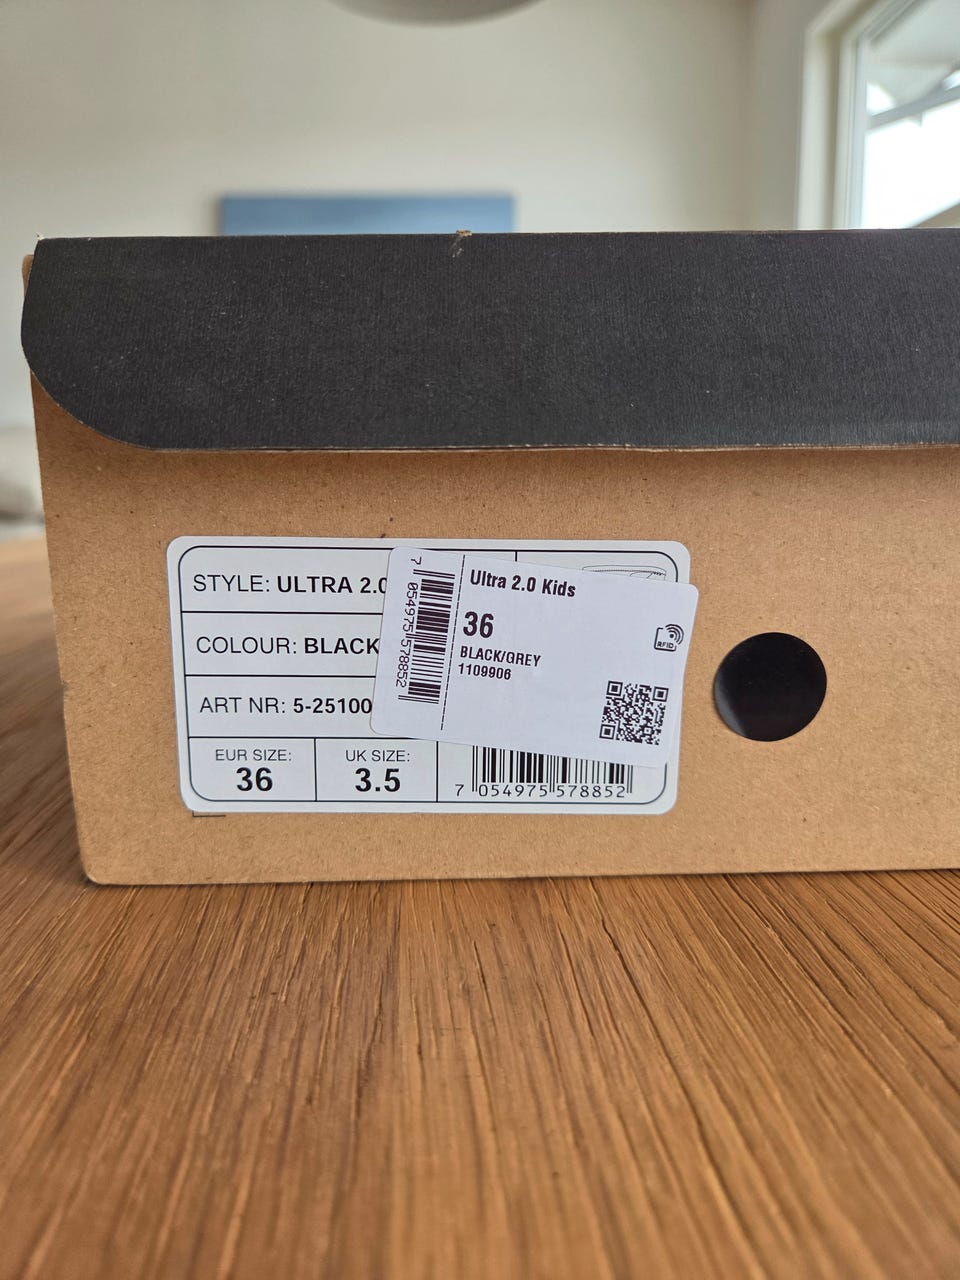 STYLE: ULTRA 2.0
COLOUR: BLACK
ART NR: 5-25100
EUR SIZE:
36
UK SIZE:
3.5
7 054975 578852
7 054975 578852
Ultra 2.0 Kids
36
BLACK/GREY
1109906
RFID